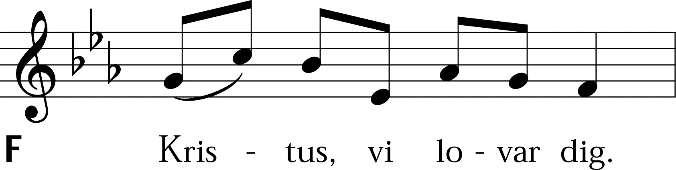 F Kris - tus, vi lo - var dig.